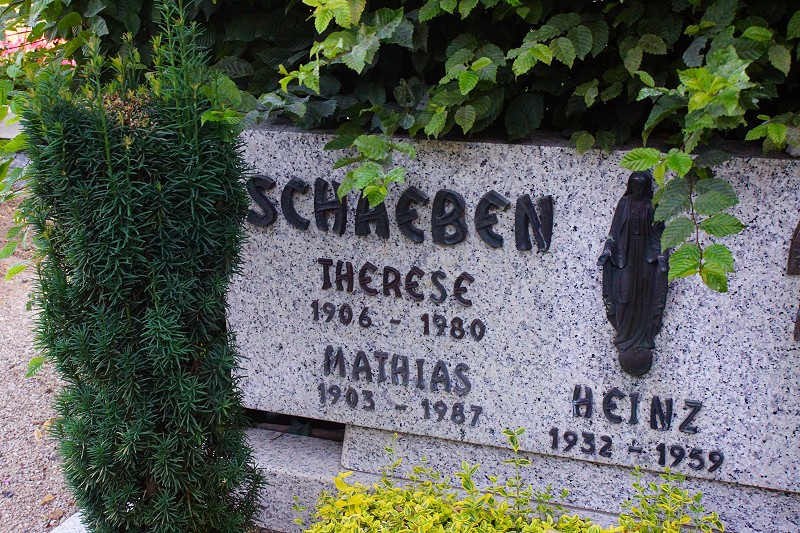 SCHAEBEN
THERESE
1906 - 1980
MATHIAS
1903 - 1987
HEINZ
1932 - 1959